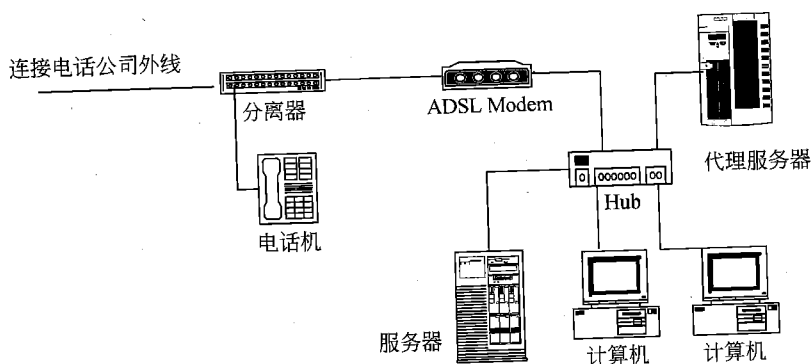 连接电话公司外线
分离器
ADSL Modem
代理服务器
电话机
Hub
服务器
计算机
计算机